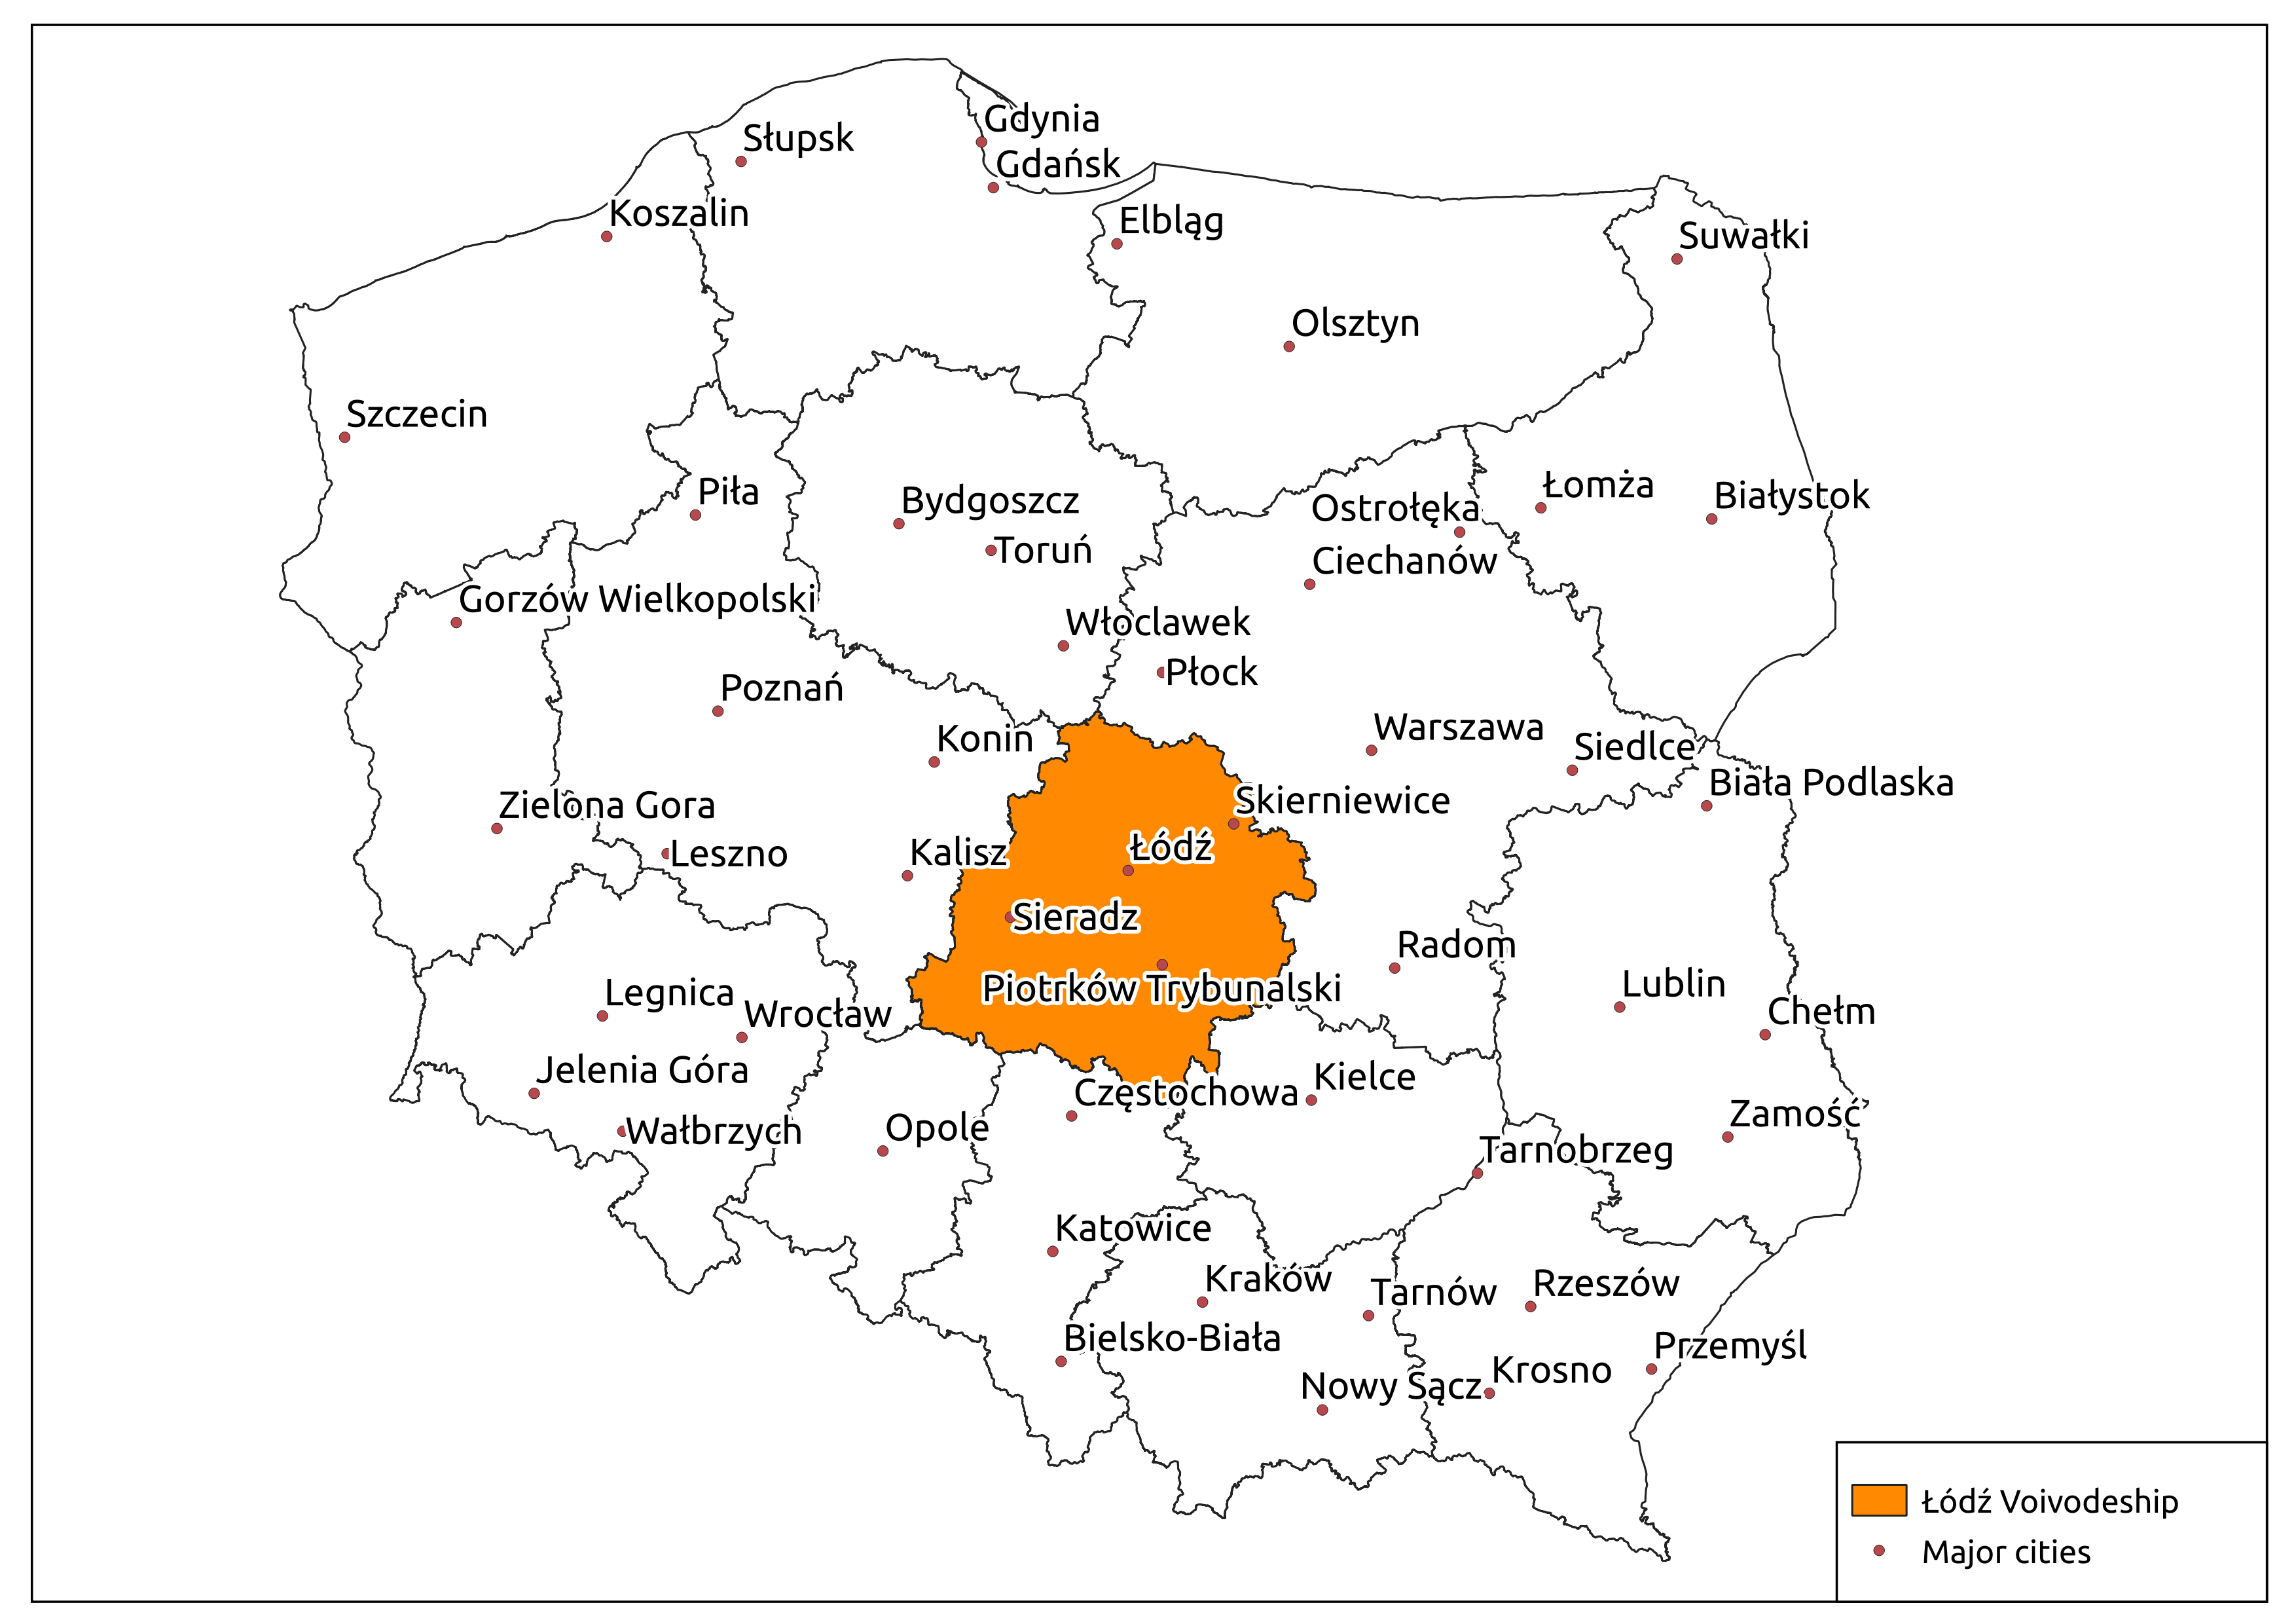 Gdynia
Słupsk
Gdańsk
Koszalin
Elbląg
Suwałki
Olsztyn
Szczecin
Piła
Bydgoszcz
Ostrołęka
Łomża
Białystok
Toruń
Ciechanów
Gorzów Wielkopolski
Włoclawek
Płock
Poznań
Konin
Warszawa
Siedlce
Biała Podlaska
Zielona Gora
Skierniewice
Leszno
Kalisz
Łódź
Sieradz
Radom
Piotrków Trybunalski
Lublin
Legnica
Wrocław
Chełm
Jelenia Góra
Częstochowa
Kielce
Zamość
Wałbrzych
Opole
Tarnobrzeg
Katowice
Kraków
Tarnów
Rzeszów
Bielsko-Biała
Przemyśl
Nowy Sącz
Krosno
Łódź Voivodeship
Major cities